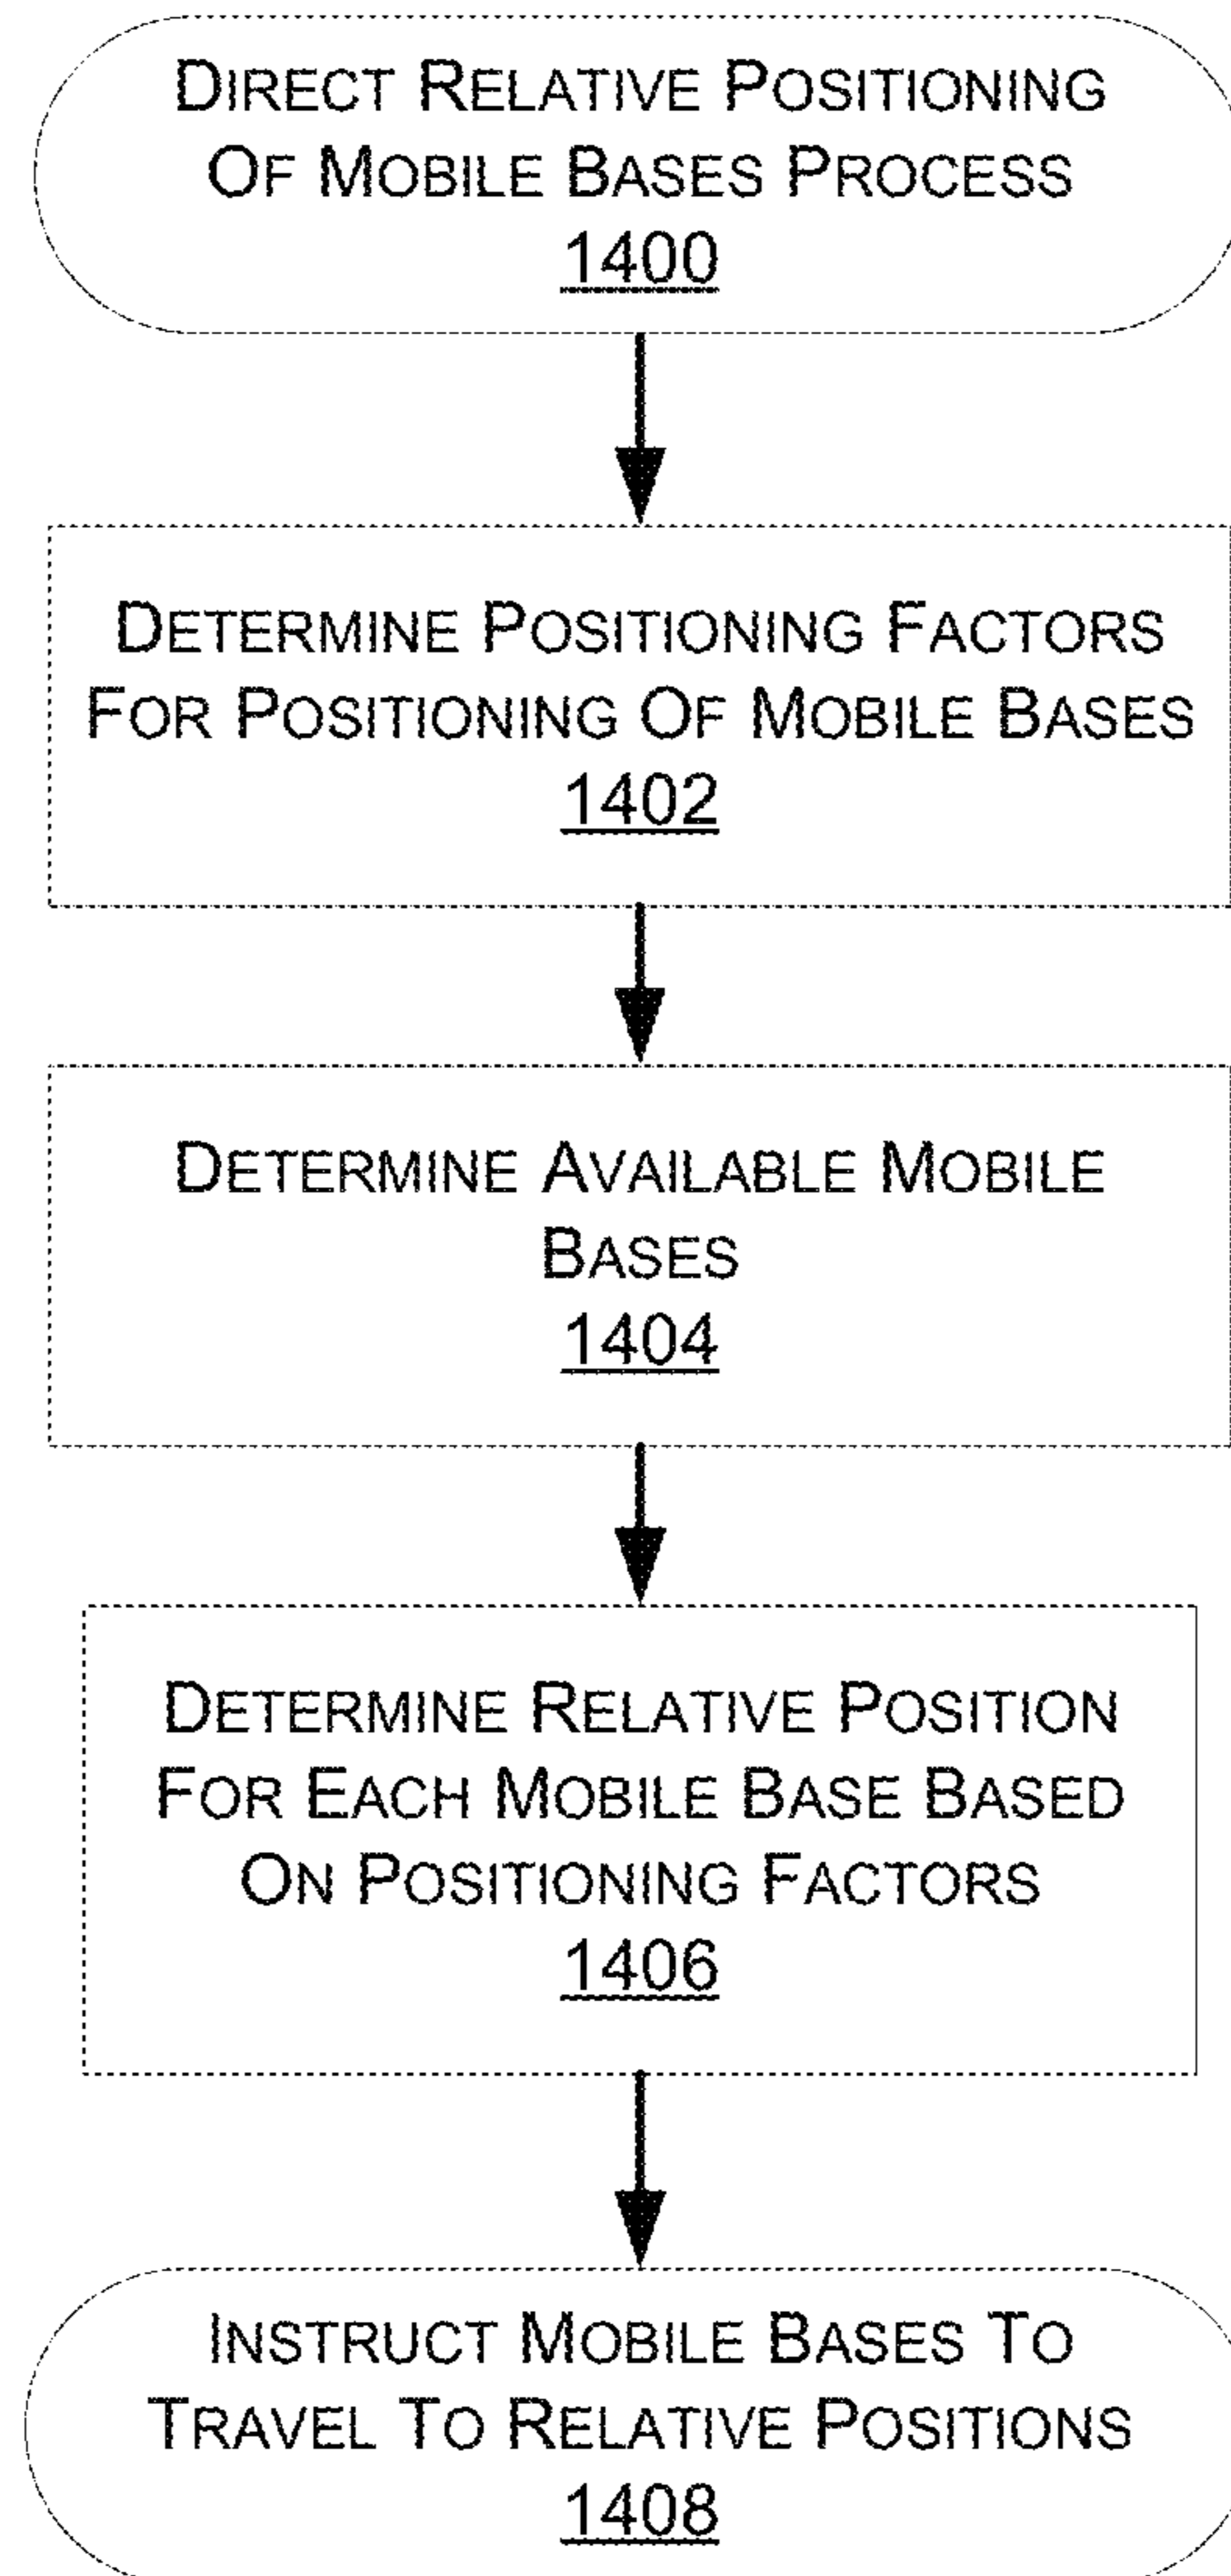 DIRECT RELATIVE POSITIONING
OF MOBILE BASES PROCESS
1400
DETERMINE POSITIONING FACTORS
FOR POSITIONING OF MOBILE BASES
1402
DETERMINE AVAILABLE MOBILE
BASES
1404
DETERMINE RELATIVE POSITION
FOR EACH MOBILE BASE BASED
ON POSITIONING FACTORS
1406
INSTRUCT MOBILE BASES TO
TRAVEL TO RELATIVE POSITIONS
1408